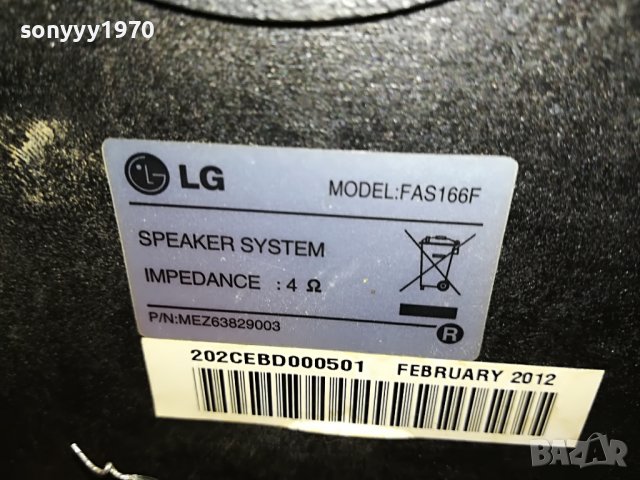 sonyyy1970
LG MODEL:FAS166F
SPEAKER SYSTEM
IMPEDANCE : 4 Ω
P/N:MEZ63829003
R
202CEBD000501 FEBRUARY 2012
BAZAR